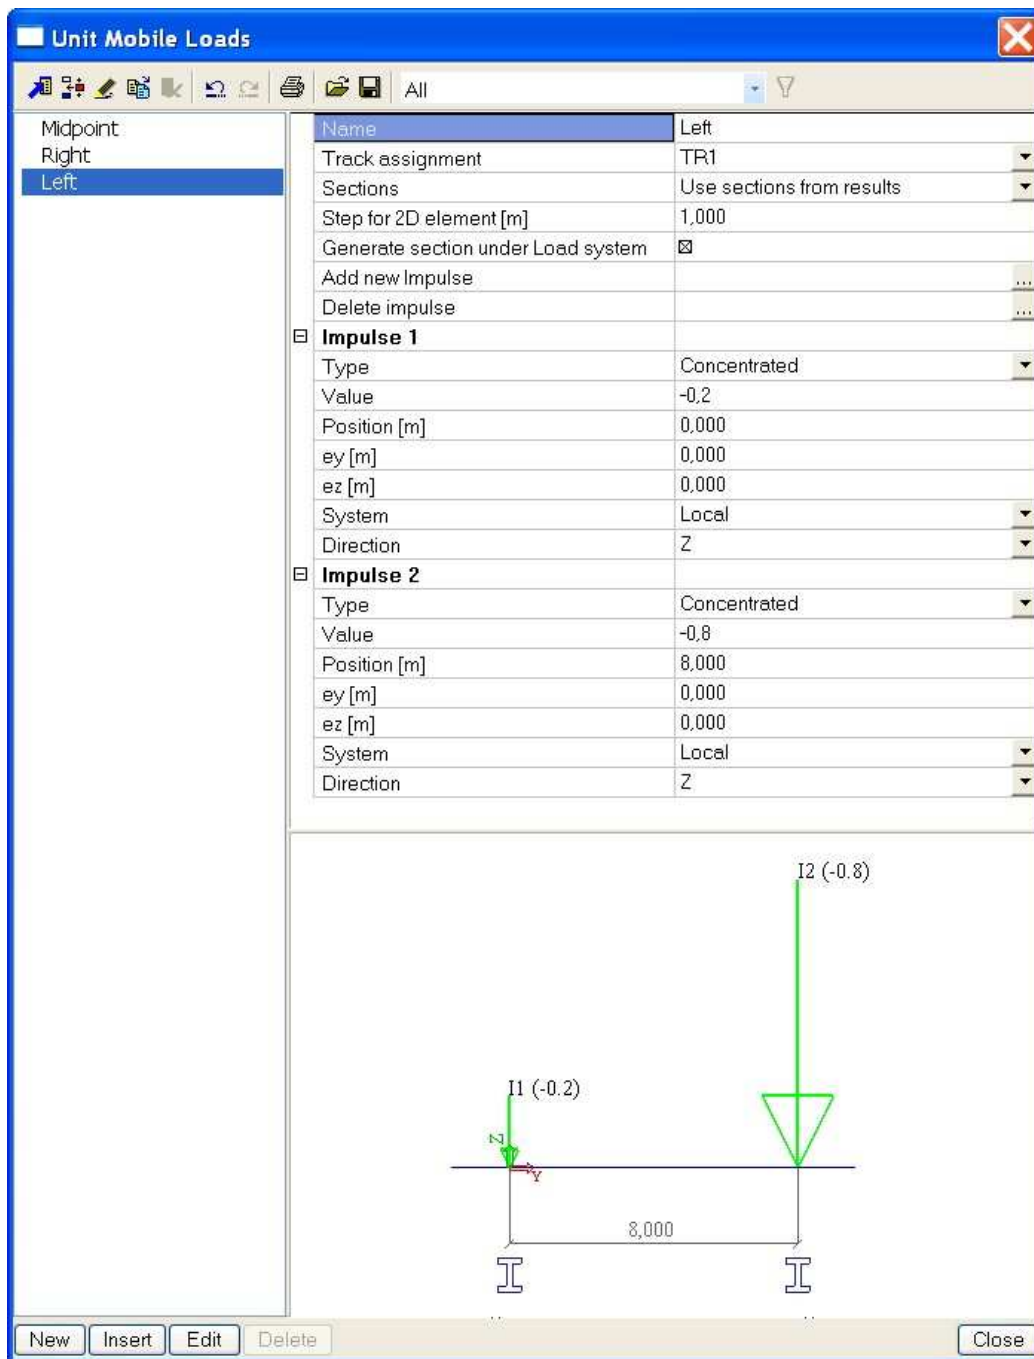 Unit Mobile Loads
All
Midpoint
Right
Left
Name Left
Track assignment TR1
Sections Use sections from results
Step for 2D element [m] 1,000
Generate section under Load system
Add new Impulse ...
Delete impulse ...
Impulse 1
Type Concentrated
Value -0,2
Position [m] 0,000
ey [m] 0,000
ez [m] 0,000
System Local
Direction Z
Impulse 2
Type Concentrated
Value -0,8
Position [m] 8,000
ey [m] 0,000
ez [m] 0,000
System Local
Direction Z
I2 (-0.8)
I1 (-0.2)
Z
Y
8,000
New Insert Edit Delete Close